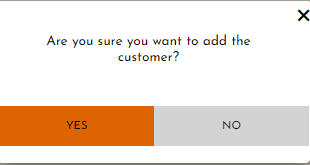 Are you sure you want to add the
customer?
YES
NO